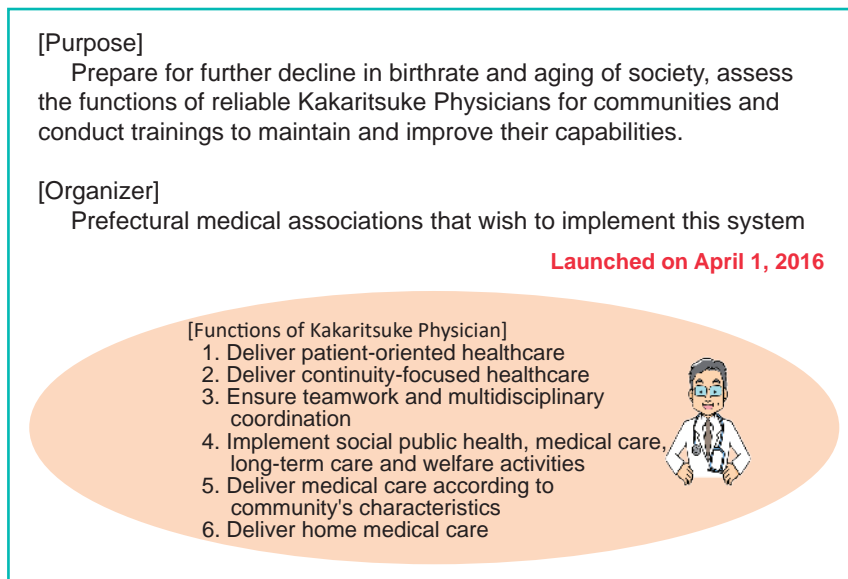 [Purpose]
Prepare for further decline in birthrate and aging of society, assess
the functions of reliable Kakaritsuke Physicians for communities and
conduct trainings to maintain and improve their capabilities.
[Organizer]
Prefectural medical associations that wish to implement this system
Launched on April 1, 2016
[Functions of Kakaritsuke Physician]
1. Deliver patient-oriented healthcare
2. Deliver continuity-focused healthcare
3. Ensure teamwork and multidisciplinary
coordination
4. Implement social public health, medical care,
long-term care and welfare activities
5. Deliver medical care according to
community's characteristics
6. Deliver home medical care